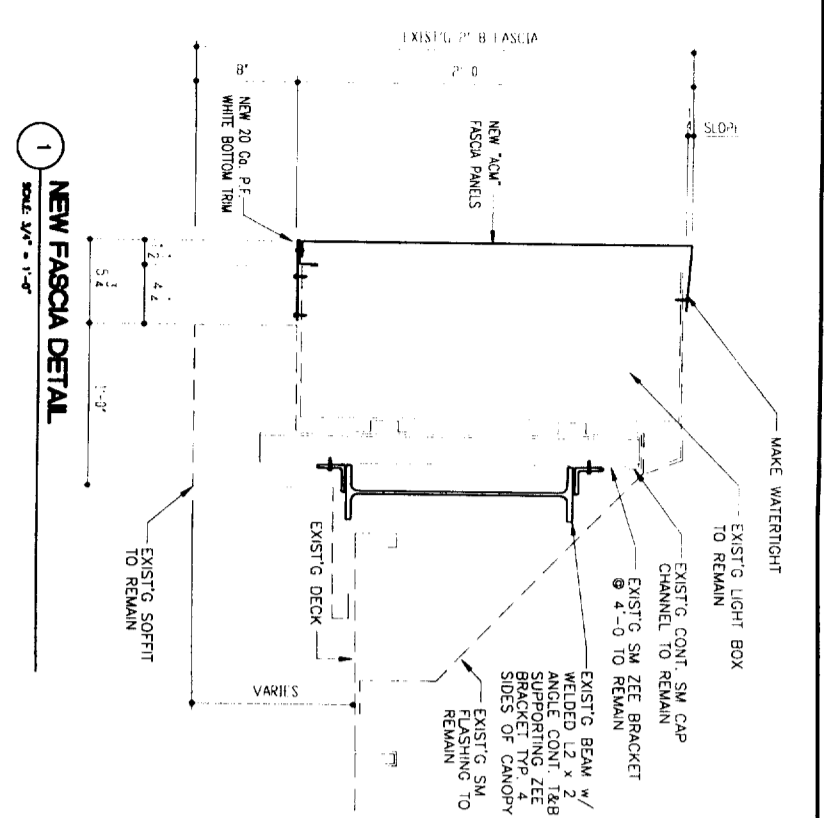 EXIST'G 2' 8 FASCIA
8"
2' 0
SLOPE
NEW "ACM"
FASCIA PANELS
NEW 20 Ga. P.F.
WHITE BOTTOM TRIM
MAKE WATERTIGHT
EXIST'G LIGHT BOX
TO REMAIN
EXIST'G CONT. SM CAP
CHANNEL TO REMAIN
EXIST'G SM ZEE BRACKET
@ 4'-0 TO REMAIN
EXIST'G BEAM w/
WELDED L2 x 2
ANGLE CONT. T&B
SUPPORTING ZEE
BRACKET TYP. 4
SIDES OF CANOPY
EXIST'G SM
FLASHING TO
REMAIN
EXIST'G DECK
EXIST'G SOFFIT
TO REMAIN
VARIES
1'-0"
1 NEW FASCIA DETAIL
SCALE: 3/4" = 1'-0"